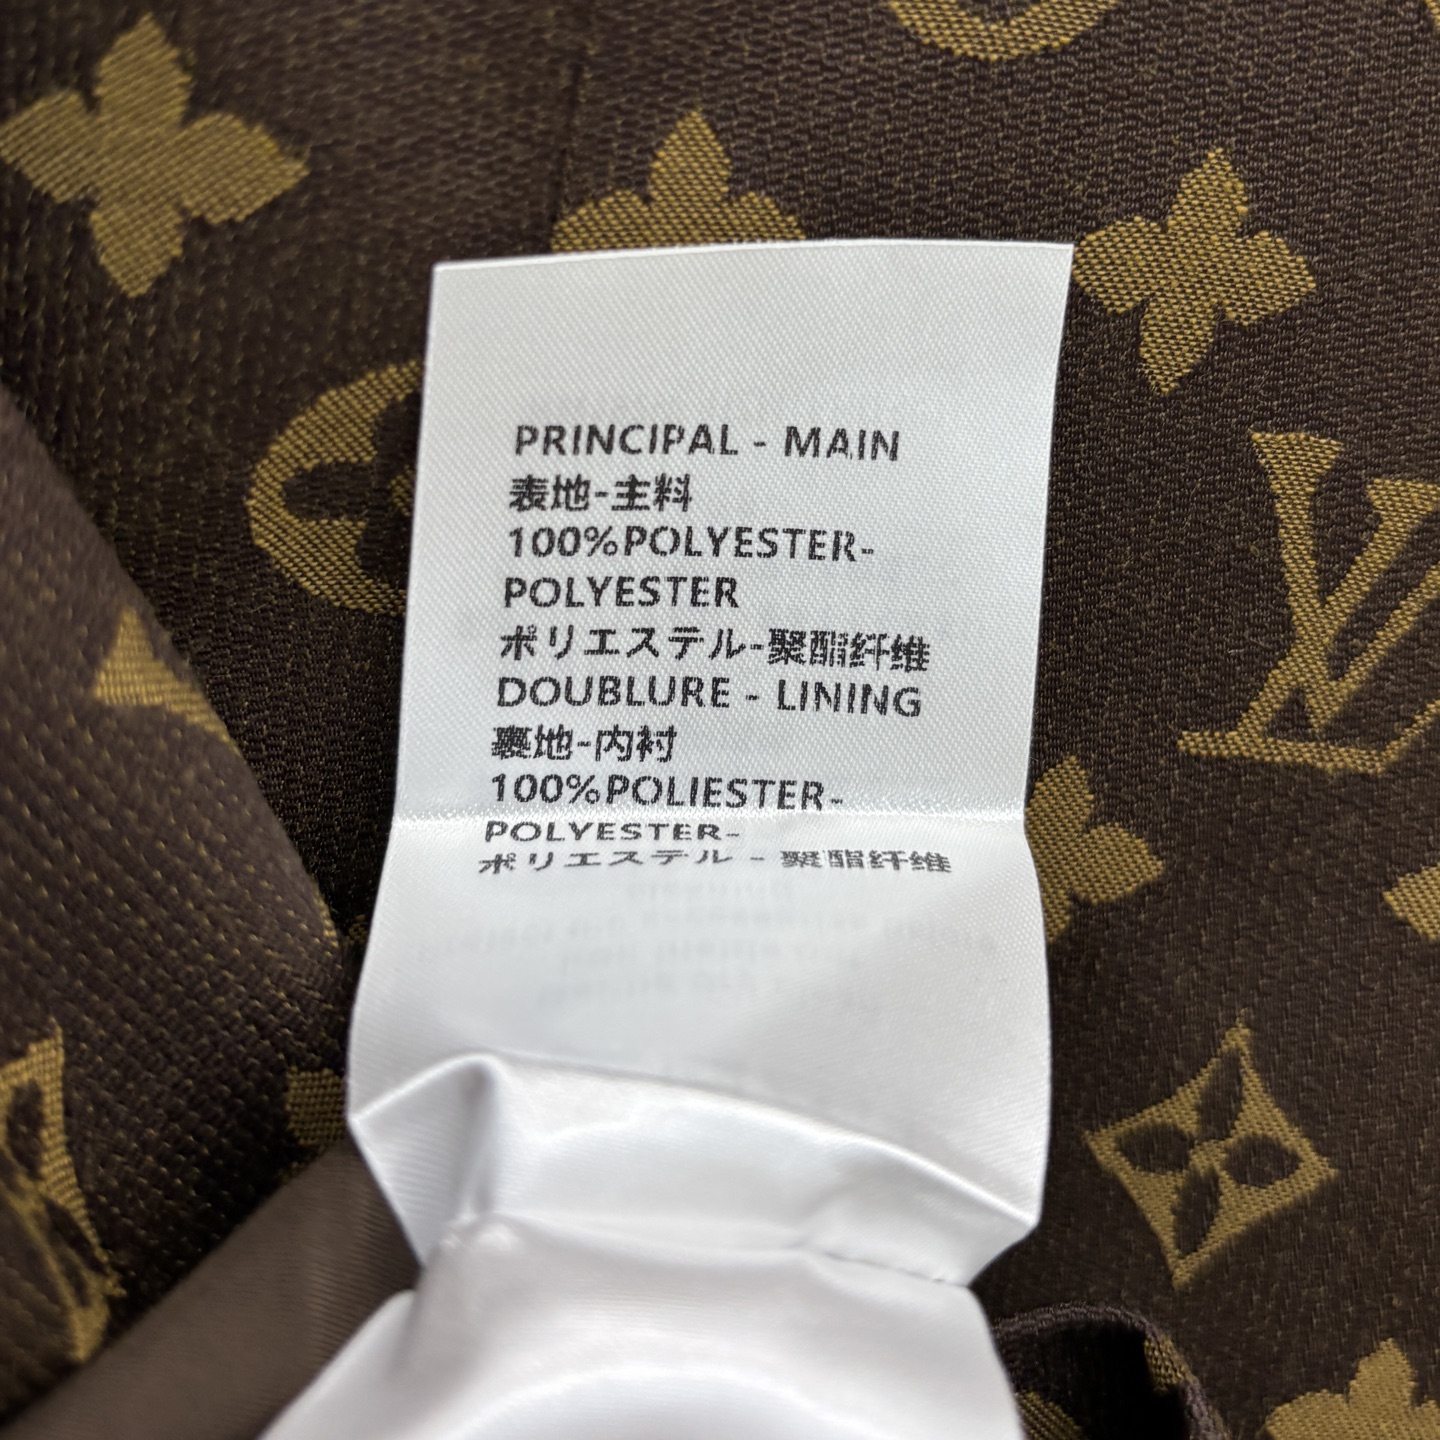 PRINCIPAL - MAIN
表地-主料
100%POLYESTER-
POLYESTER
ポリエステル-聚酯纤维
DOUBLURE - LINING
裏地-内衬
100%POLIESTER-
POLYESTER-
ポリエステル - 聚酯纤维
LV